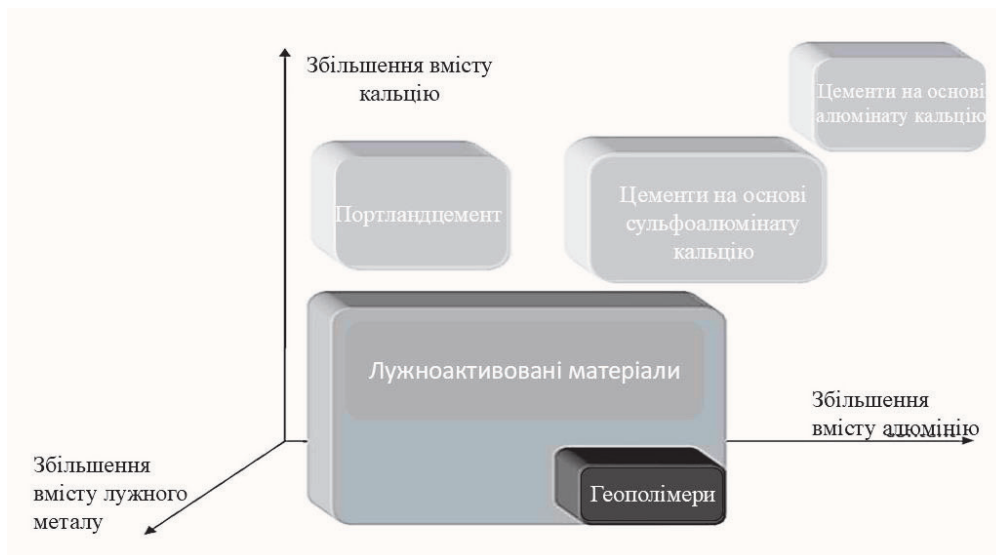 Збільшення вмісту
кальцію
Цементи на основі
алюмінату кальцію
Портландцемент
Цементи на основі
сульфоалюмінату
кальцію
Лужноактивовані матеріали
Збільшення
вмісту алюмінію
Збільшення
вмісту лужного
металу
Геополімери